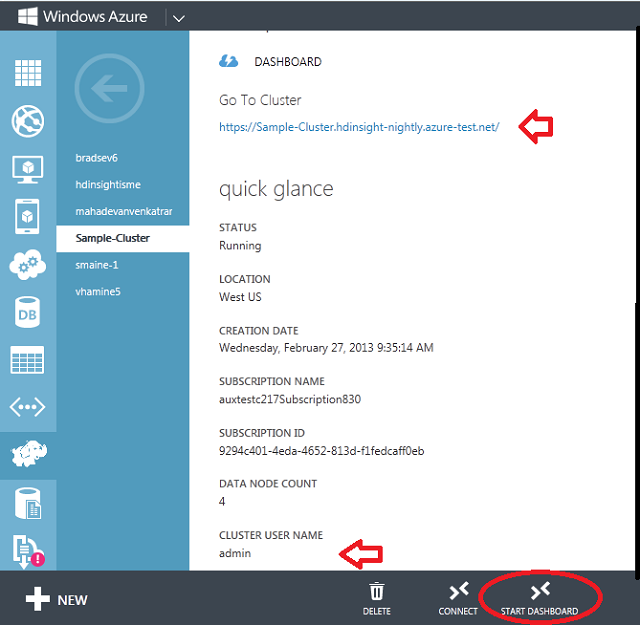 Windows Azure
DASHBOARD
Go To Cluster
https://Sample-Cluster.hdinsight-nightly.azure-test.net/
bradsev6
hdinsightisme
mahadevanvenkatrar
Sample-Cluster
smaine-1
vhamine5
quick glance
STATUS
Running
LOCATION
West US
CREATION DATE
Wednesday, February 27, 2013 9:35:14 AM
SUBSCRIPTION NAME
auxtestc217Subscription830
SUBSCRIPTION ID
9294c401-4eda-4652-813d-f1fedcaff0eb
DATA NODE COUNT
4
CLUSTER USER NAME
admin
DB
!
NEW
DELETE
CONNECT
START DASHBOARD